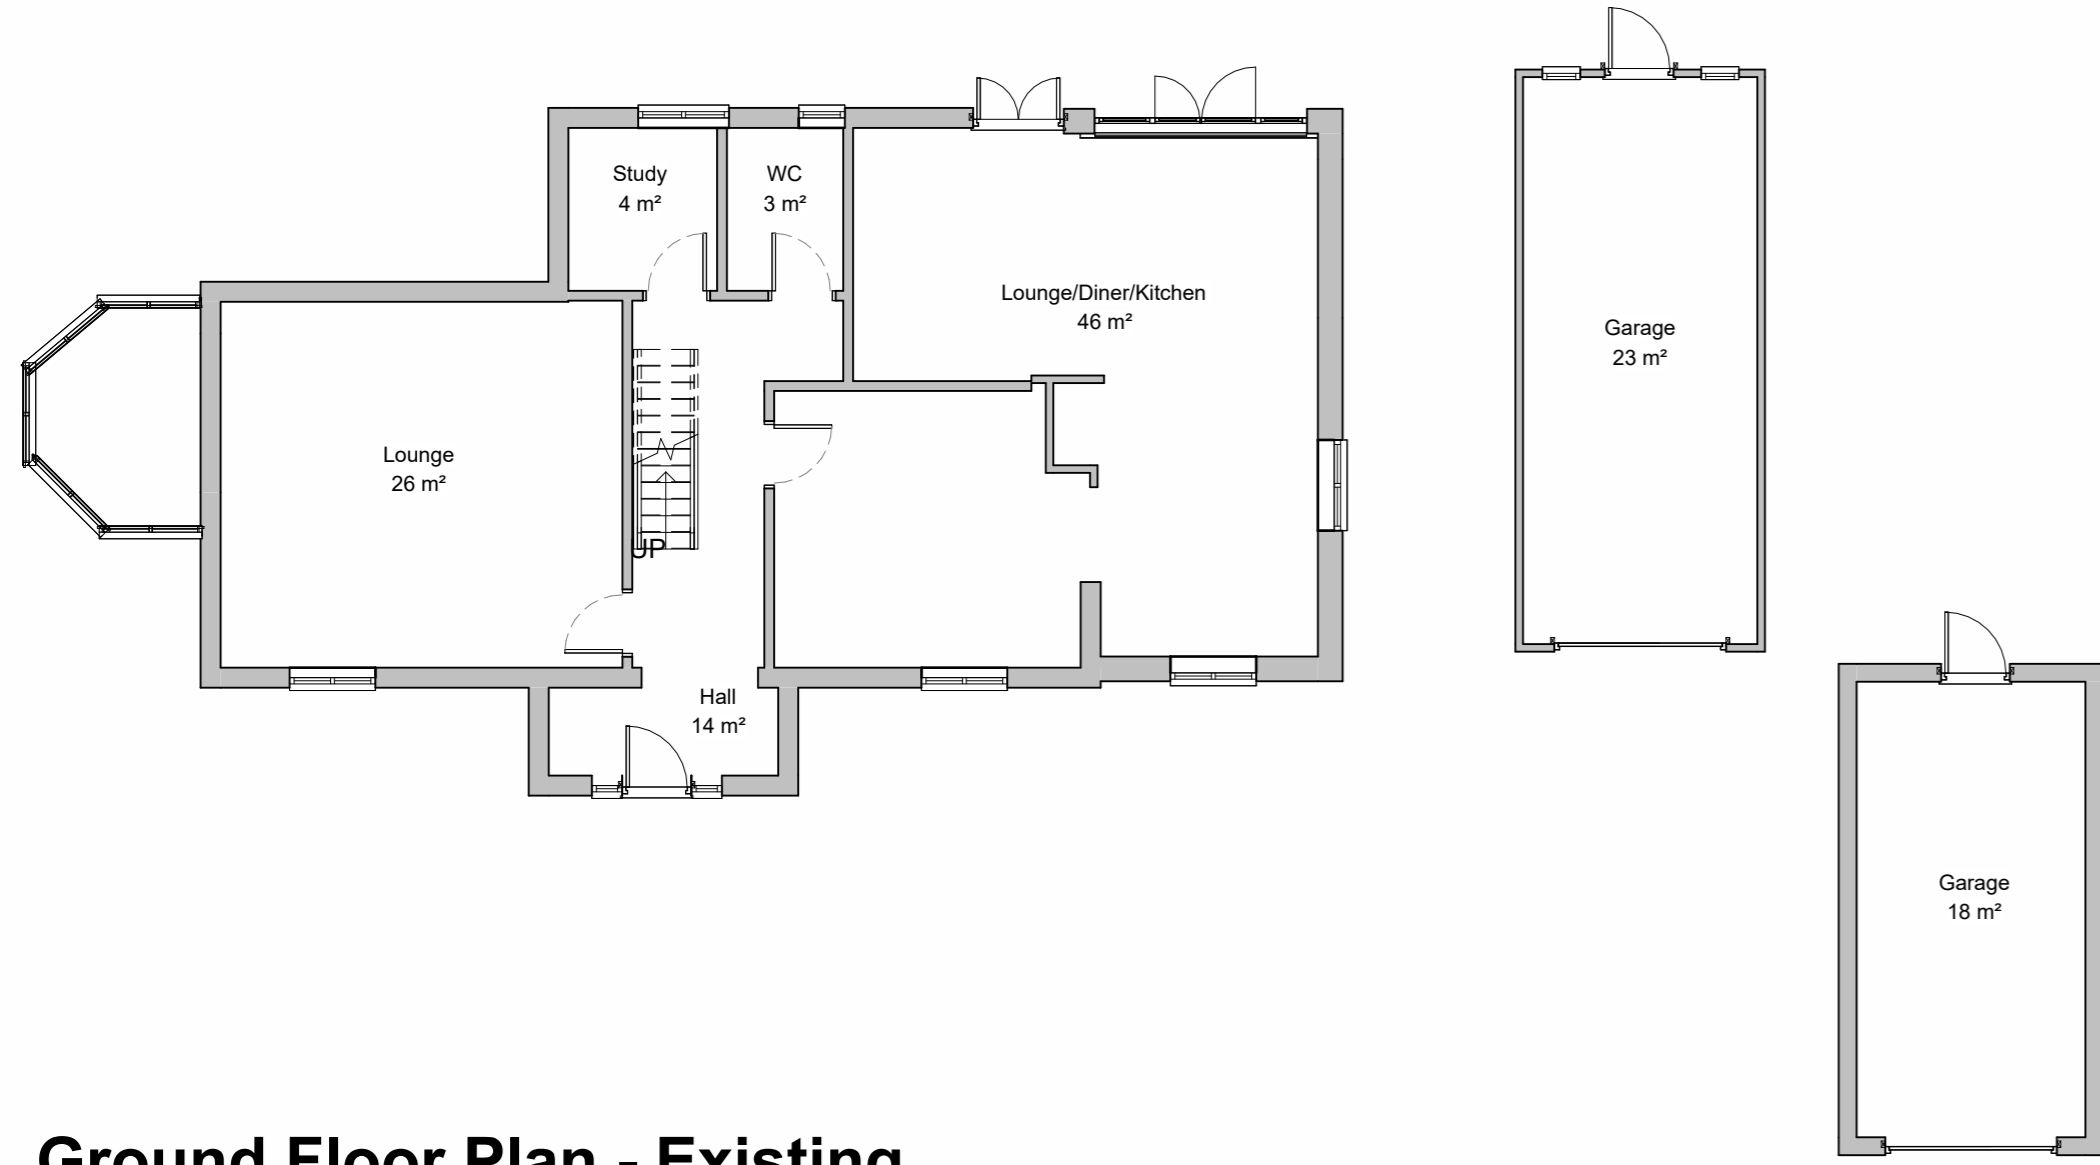 Study
4 m²
WC
3 m²
Lounge/Diner/Kitchen
46 m²
Garage
23 m²
Lounge
26 m²
UP
Hall
14 m²
Garage
18 m²
Ground Floor Plan - Existing